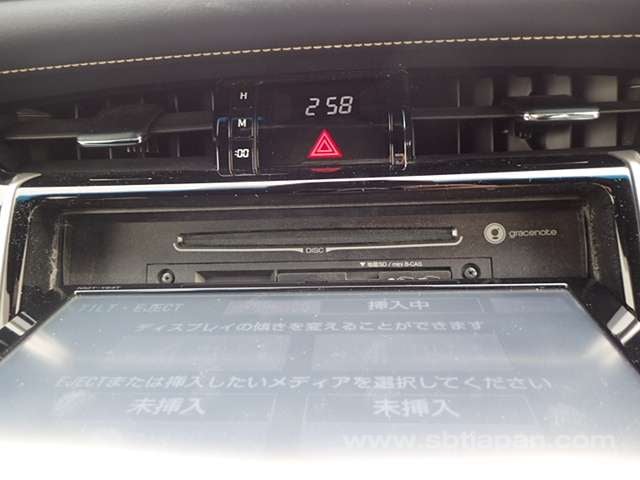 H
2:58
M
:00
DISC
gracenote
▼ 地図SD / mini B-CAS
TILT・EJECT
挿入中
ディスプレイの傾きを変えることができます
EJECTまたは挿入したいメディアを選択してください
未挿入 未挿入
www.sbtjapan.com